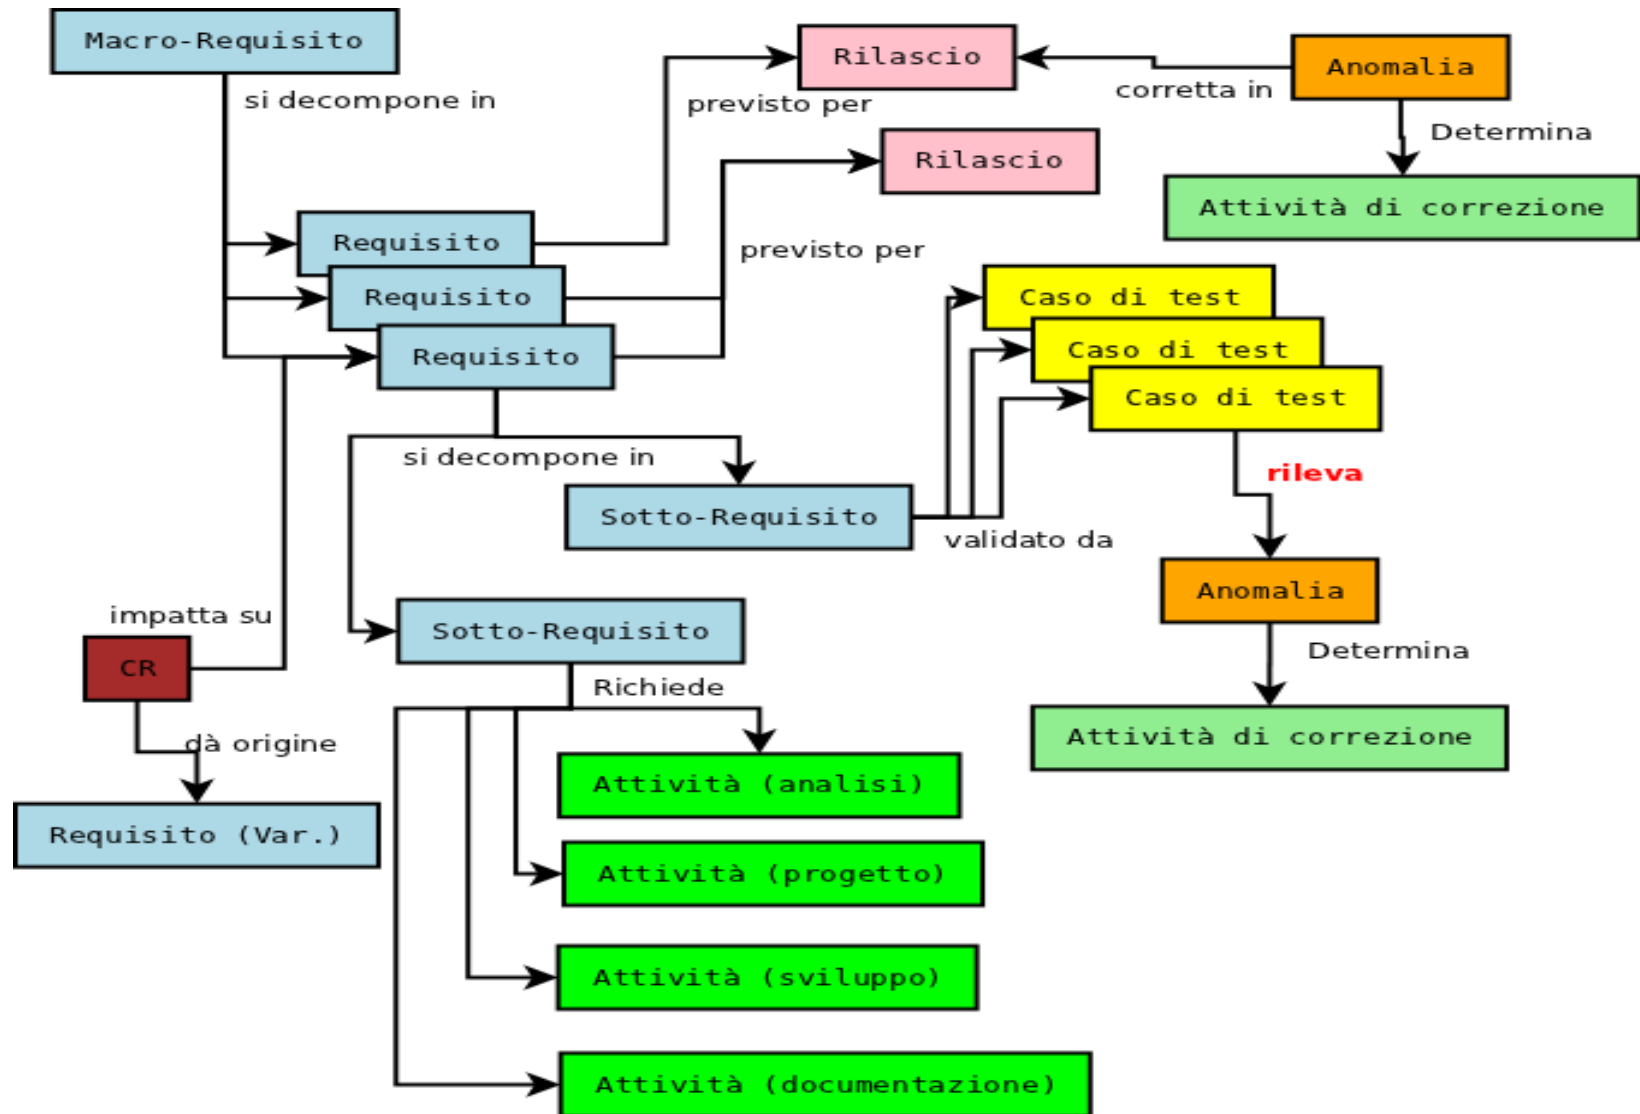 Macro-Requisito
Rilascio
Anomalia
si decompone in
previsto per
corretta in
Determina
Rilascio
Attività di correzione
Requisito
previsto per
Requisito
Caso di test
Requisito
Caso di test
Caso di test
si decompone in
rileva
Sotto-Requisito
validato da
Anomalia
impatta su
Sotto-Requisito
Determina
CR
Richiede
dà origine
Attività di correzione
Attività (analisi)
Requisito (Var.)
Attività (progetto)
Attività (sviluppo)
Attività (documentazione)